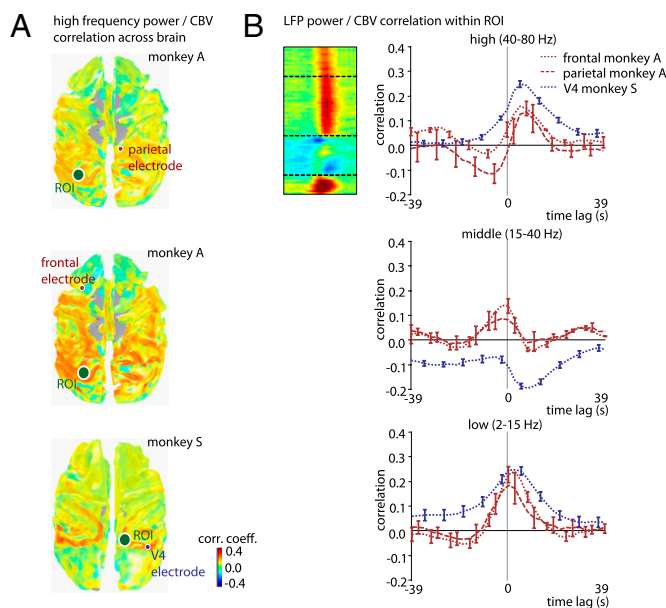 A
high frequency power / CBV
correlation across brain
monkey A
parietal
electrode
ROI
monkey A
frontal
electrode
ROI
monkey S
ROI
V4
electrode
corr. coeff.
0.4
0.0
-0.4
B
LFP power / CBV correlation within ROI
high (40-80 Hz)
frontal monkey A
parietal monkey A
V4 monkey S
correlation
0.4
0.3
0.2
0.1
0.0
-0.1
-0.2
-39
0
39
time lag (s)
middle (15-40 Hz)
correlation
0.4
0.3
0.2
0.1
0.0
-0.1
-0.2
-39
0
39
time lag (s)
low (2-15 Hz)
correlation
0.4
0.3
0.2
0.1
0.0
-0.1
-0.2
-39
0
39
time lag (s)